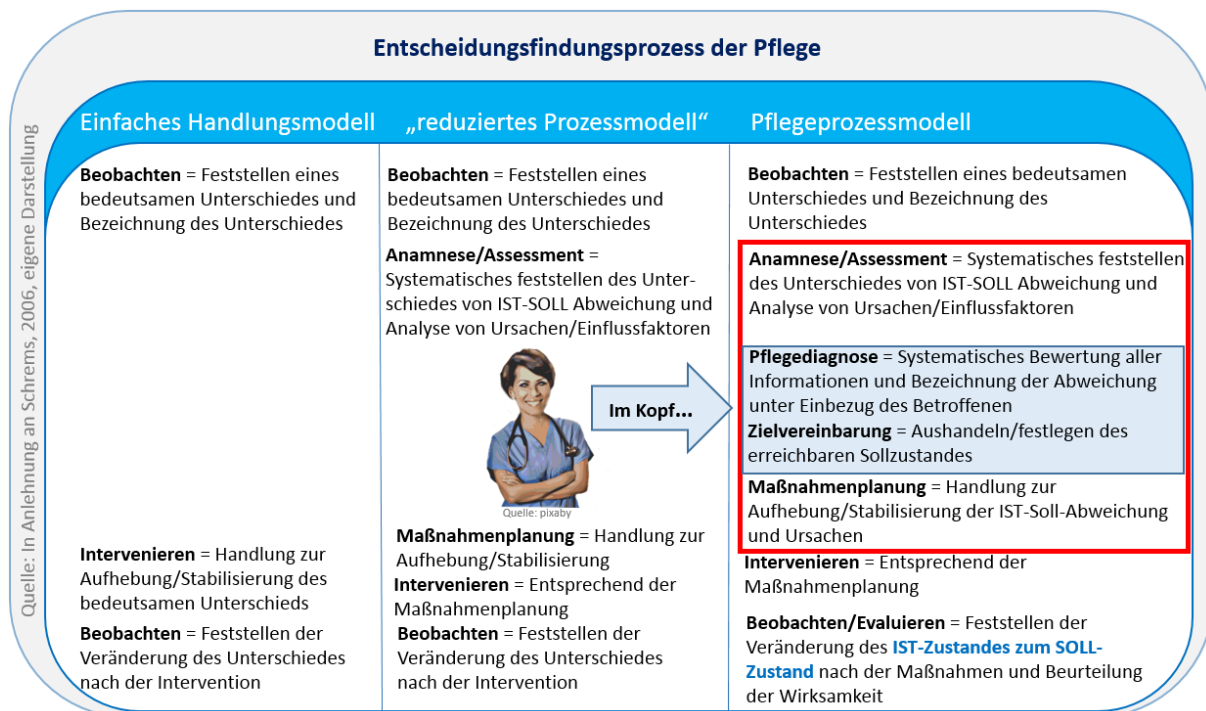 Entscheidungsfindungsprozess der Pflege
Quelle: In Anlehnung an Schrems, 2006, eigene Darstellung
Einfaches Handlungsmodell
Beobachten = Feststellen eines
bedeutsamen Unterschiedes und
Bezeichnung des Unterschiedes
Intervenieren = Handlung zur
Aufhebung/Stabilisierung des
bedeutsamen Unterschieds
Beobachten = Feststellen der
Veränderung des Unterschiedes
nach der Intervention
„reduziertes Prozessmodell“
Beobachten = Feststellen eines
bedeutsamen Unterschiedes und
Bezeichnung des Unterschiedes
Anamnese/Assessment =
Systematisches feststellen des Unter-
schiedes von IST-SOLL Abweichung und
Analyse von Ursachen/Einflussfaktoren
Im Kopf...
Quelle: pixaby
Maßnahmenplanung = Handlung zur
Aufhebung/Stabilisierung
Intervenieren = Entsprechend der
Maßnahmenplanung
Beobachten = Feststellen der
Veränderung des Unterschiedes
nach der Intervention
Pflegeprozessmodell
Beobachten = Feststellen eines bedeutsamen
Unterschiedes und Bezeichnung des
Unterschiedes
Anamnese/Assessment = Systematisches feststellen
des Unterschiedes von IST-SOLL Abweichung und
Analyse von Ursachen/Einflussfaktoren
Pflegediagnose = Systematisches Bewertung aller
Informationen und Bezeichnung der Abweichung
unter Einbezug des Betroffenen
Zielvereinbarung = Aushandeln/festlegen des
erreichbaren Sollzustandes
Maßnahmenplanung = Handlung zur
Aufhebung/Stabilisierung der IST-Soll-Abweichung
und Ursachen
Intervenieren = Entsprechend der
Maßnahmenplanung
Beobachten/Evaluieren = Feststellen der
Veränderung des IST-Zustandes zum SOLL-
Zustand nach der Maßnahmen und Beurteilung
der Wirksamkeit